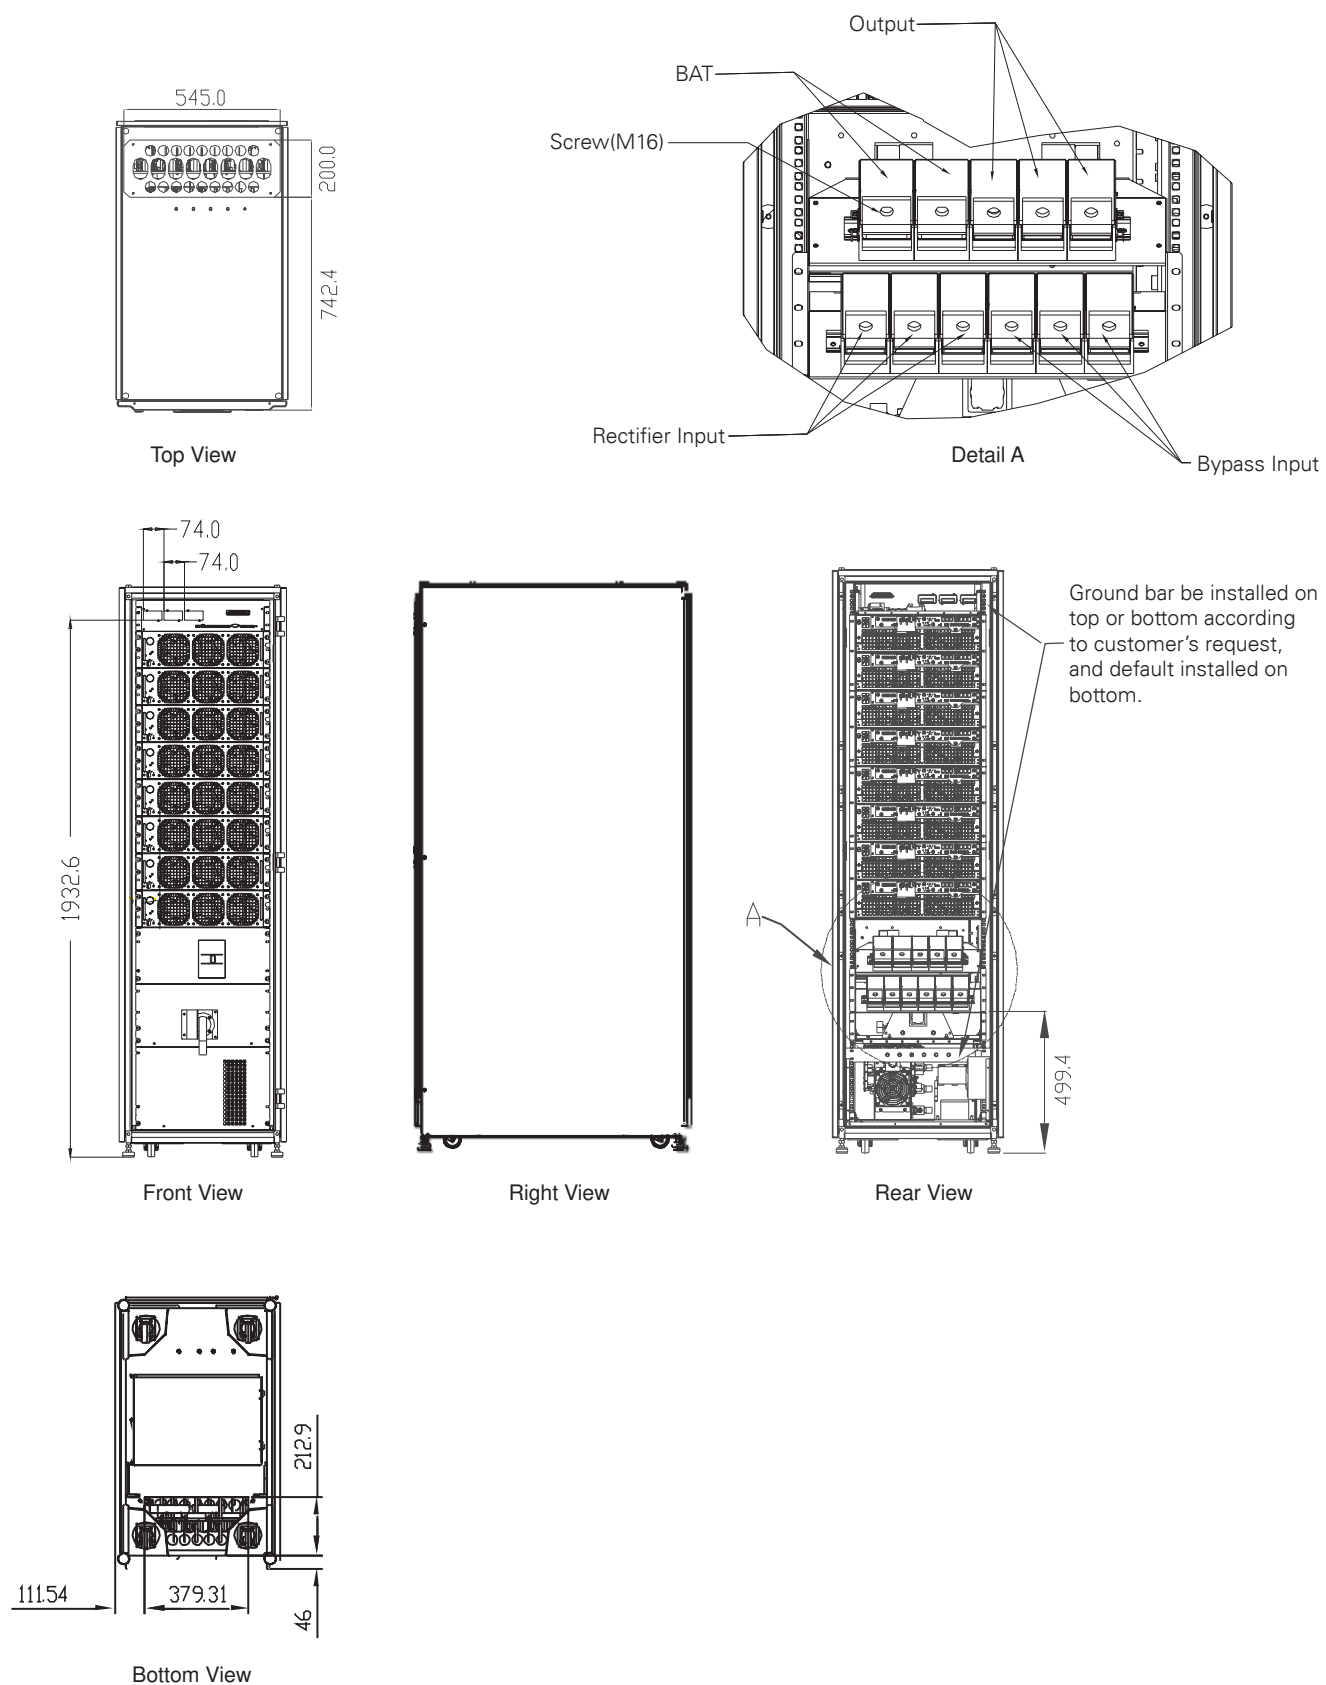 Output
BAT
Screw(M16)
545.0
200.0
742.4
Rectifier Input
Bypass Input
Top View
Detail A
74.0
74.0
1932.6
Ground bar be installed on
top or bottom according
to customer's request,
and default installed on
bottom.
A
499.4
Front View
Right View
Rear View
212.9
111.54
379.31
46
Bottom View